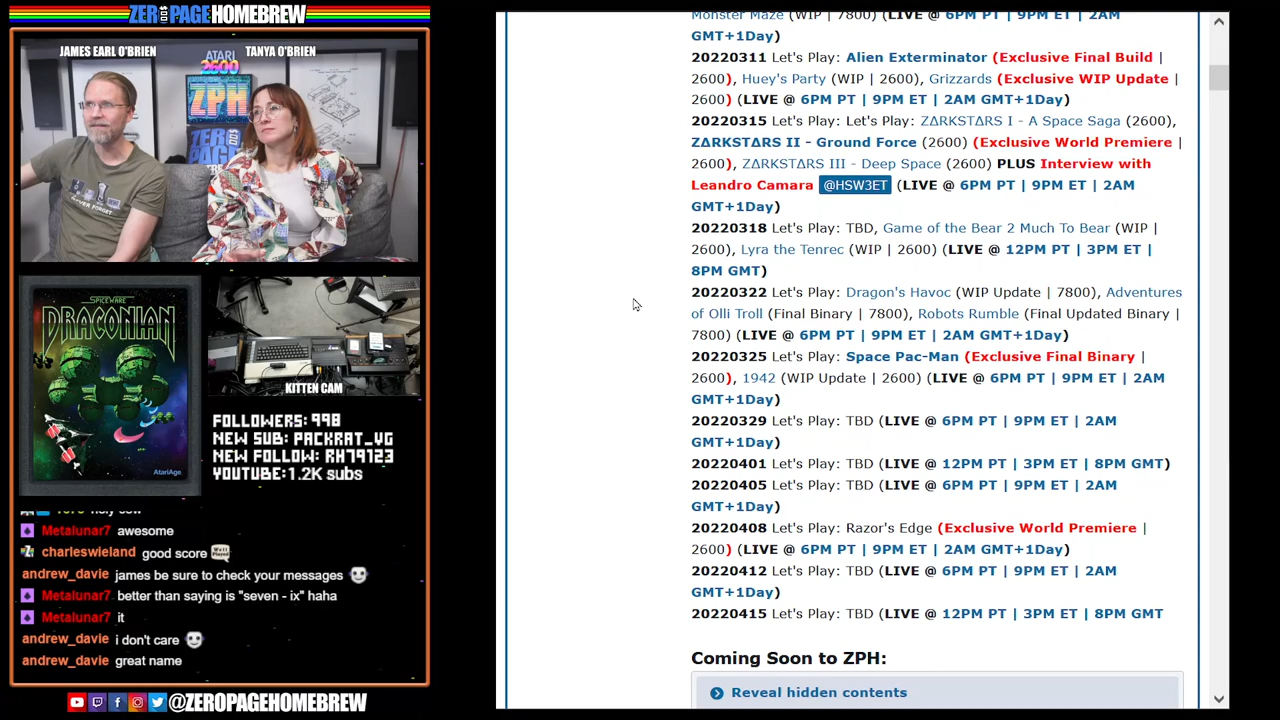 ZERO PAGE HOMEBREW
JAMES EARL O'BRIEN
TANYA O'BRIEN
ATARI
2600
ZPH
SPICEWARE
DRACONIAN
AtariAge
KITTEN CAM
FOLLOWERS: 998
NEW SUB: PACKRAT_VG
NEW FOLLOW: RH79123
YOUTUBE: 1.2K subs
Metalunar7 awesome
charleswieland good score
andrew_davie james be sure to check your messages
Metalunar7 better than saying is "seven - ix" haha
Metalunar7 it
andrew_davie i don't care
andrew_davie great name
@ZEROPAGEHOMEBREW
Monster Maze (WIP | 7800) (LIVE @ 6PM PT | 9PM ET | 2AM
GMT+1Day)
20220311 Let's Play: Alien Exterminator (Exclusive Final Build |
2600), Huey's Party (WIP | 2600), Grizzards (Exclusive WIP Update |
2600) (LIVE @ 6PM PT | 9PM ET | 2AM GMT+1Day)
20220315 Let's Play: Let's Play: ZΔRKSTΔRS I - A Space Saga (2600),
ZΔRKSTΔRS II - Ground Force (2600) (Exclusive World Premiere |
2600), ZΔRKSTΔRS III - Deep Space (2600) PLUS Interview with
Leandro Camara @HSW3ET (LIVE @ 6PM PT | 9PM ET | 2AM
GMT+1Day)
20220318 Let's Play: TBD, Game of the Bear 2 Much To Bear (WIP |
2600), Lyra the Tenrec (WIP | 2600) (LIVE @ 12PM PT | 3PM ET |
8PM GMT)
20220322 Let's Play: Dragon's Havoc (WIP Update | 7800), Adventures
of Olli Troll (Final Binary | 7800), Robots Rumble (Final Updated Binary |
7800) (LIVE @ 6PM PT | 9PM ET | 2AM GMT+1Day)
20220325 Let's Play: Space Pac-Man (Exclusive Final Binary |
2600), 1942 (WIP Update | 2600) (LIVE @ 6PM PT | 9PM ET | 2AM
GMT+1Day)
20220329 Let's Play: TBD (LIVE @ 6PM PT | 9PM ET | 2AM
GMT+1Day)
20220401 Let's Play: TBD (LIVE @ 12PM PT | 3PM ET | 8PM GMT)
20220405 Let's Play: TBD (LIVE @ 6PM PT | 9PM ET | 2AM
GMT+1Day)
20220408 Let's Play: Razor's Edge (Exclusive World Premiere |
2600) (LIVE @ 6PM PT | 9PM ET | 2AM GMT+1Day)
20220412 Let's Play: TBD (LIVE @ 6PM PT | 9PM ET | 2AM
GMT+1Day)
20220415 Let's Play: TBD (LIVE @ 12PM PT | 3PM ET | 8PM GMT
Coming Soon to ZPH:
Reveal hidden contents